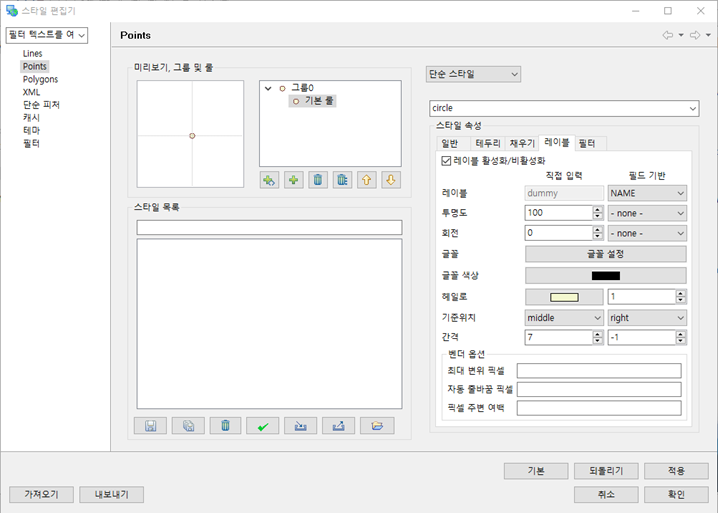 스타일 편집기
필터 텍스트를 여
Points
Lines
Points
Polygons
XML
단순 피처
캐시
테마
필터
미리보기, 그룹 및 룰
그룹0
기본 룰
스타일 목록
단순 스타일
circle
스타일 속성
일반 테두리 채우기 레이블 필터
레이블 활성화/비활성화
직접 입력 필드 기반
레이블 dummy NAME
투명도 100 - none -
회전 0 - none -
글꼴 글꼴 설정
글꼴 색상
헤일로 1
기준위치 middle right
간격 7 -1
벤더 옵션
최대 변위 픽셀
자동 줄바꿈 픽셀
픽셀 주변 여백
기본 되돌리기 적용
가져오기 내보내기 취소 확인